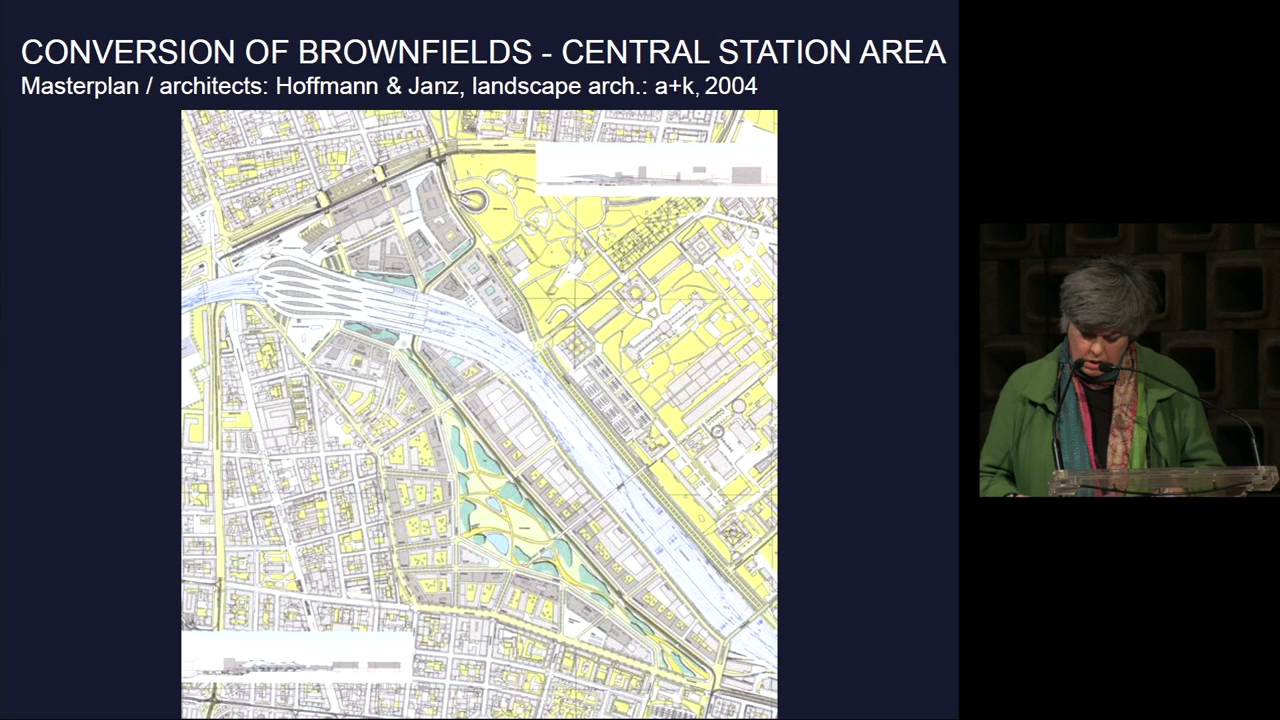 CONVERSION OF BROWNFIELDS - CENTRAL STATION AREA
Masterplan / architects: Hoffmann & Janz, landscape arch.: a+k, 2004